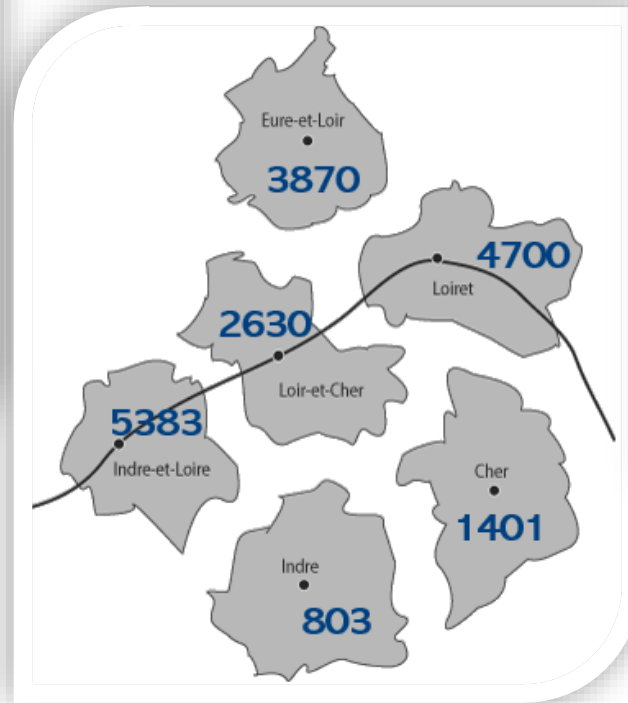 Eure-et-Loir
3870
4700
Loiret
2630
Loir-et-Cher
5383
Indre-et-Loire
Cher
1401
Indre
803